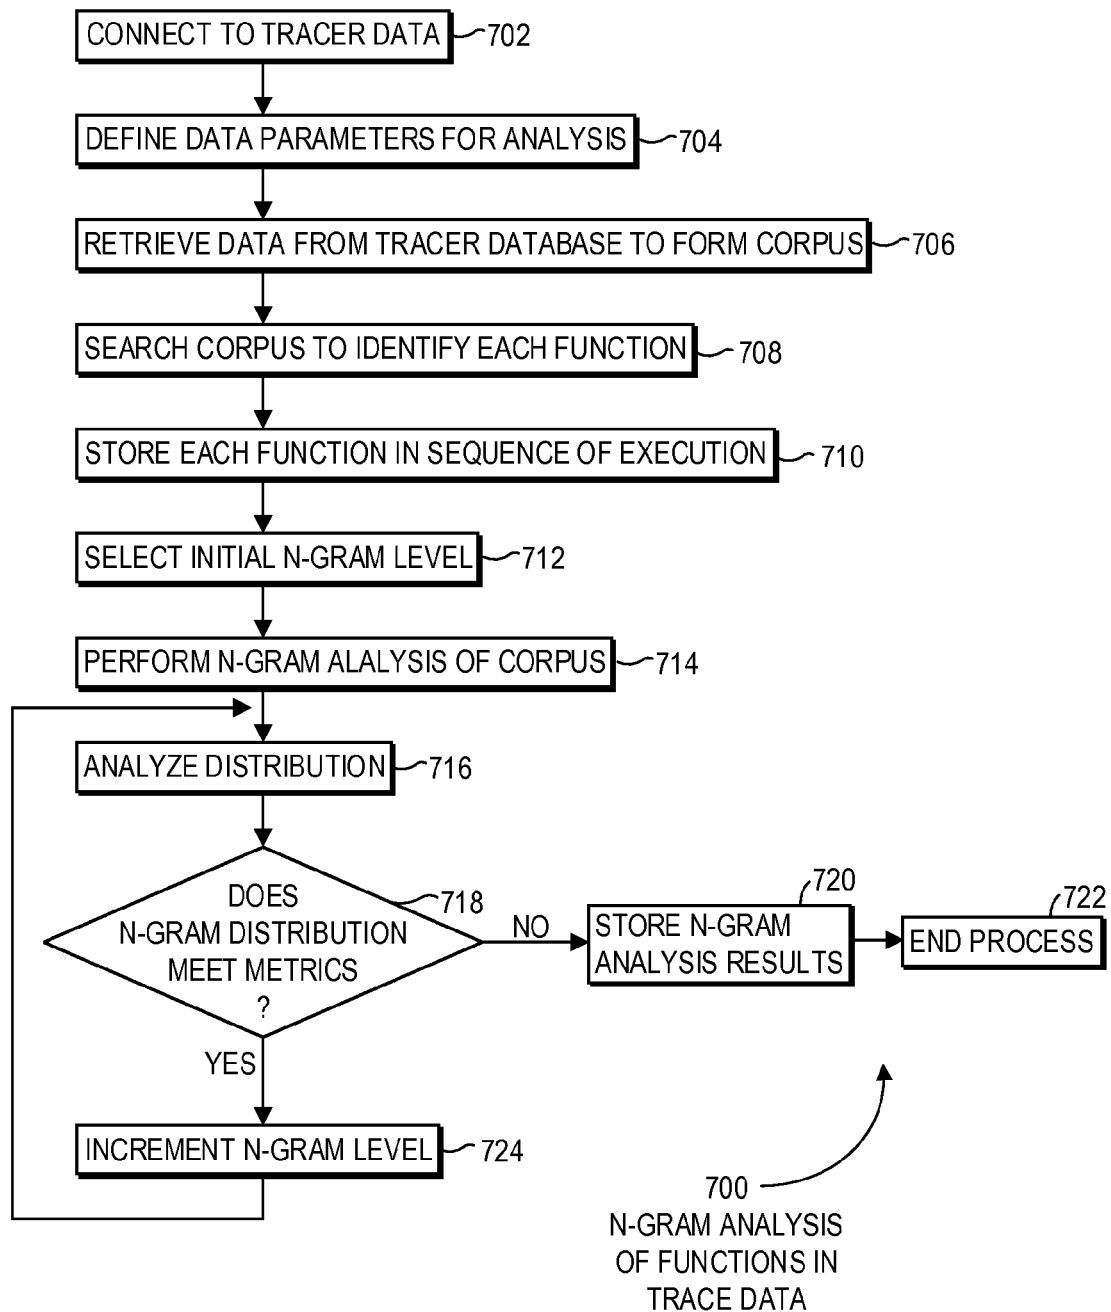 CONNECT TO TRACER DATA 702
DEFINE DATA PARAMETERS FOR ANALYSIS 704
RETRIEVE DATA FROM TRACER DATABASE TO FORM CORPUS 706
SEARCH CORPUS TO IDENTIFY EACH FUNCTION 708
STORE EACH FUNCTION IN SEQUENCE OF EXECUTION 710
SELECT INITIAL N-GRAM LEVEL 712
PERFORM N-GRAM ALALYSIS OF CORPUS 714
ANALYZE DISTRIBUTION 716
DOES
N-GRAM DISTRIBUTION
MEET METRICS
?
718
NO
720
STORE N-GRAM
ANALYSIS RESULTS
722
END PROCESS
YES
INCREMENT N-GRAM LEVEL 724
700
N-GRAM ANALYSIS
OF FUNCTIONS IN
TRACE DATA